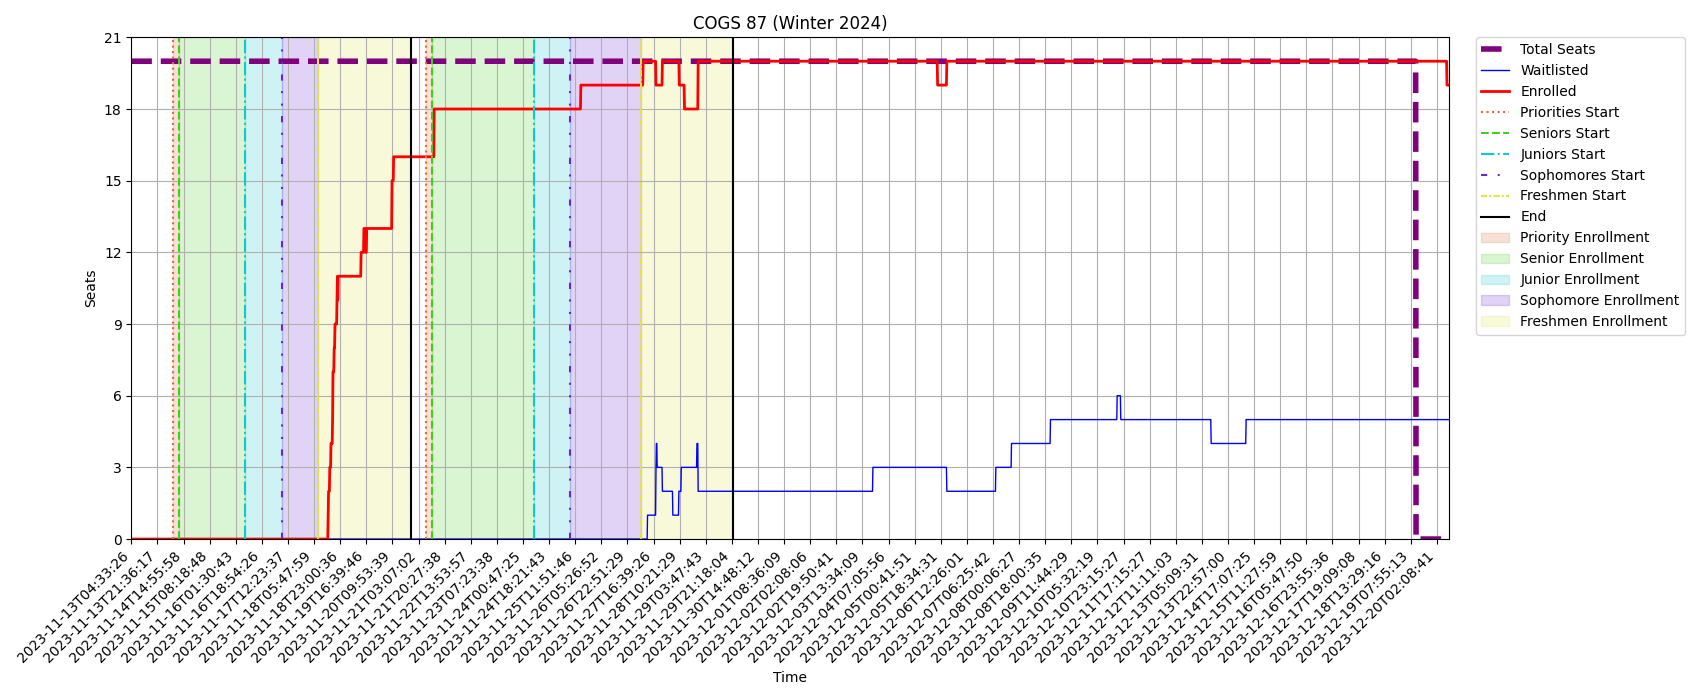 COGS 87 (Winter 2024)
21
18
15
12
9
6
3
0
Seats
2023-11-13T04:33:26
2023-11-13T21:36:17
2023-11-14T14:55:58
2023-11-15T08:18:48
2023-11-16T01:30:43
2023-11-16T18:54:26
2023-11-17T12:23:37
2023-11-18T05:47:59
2023-11-18T23:00:36
2023-11-19T16:39:46
2023-11-20T09:53:39
2023-11-21T03:07:02
2023-11-21T20:27:38
2023-11-22T13:53:57
2023-11-23T07:23:38
2023-11-24T00:47:25
2023-11-24T18:21:43
2023-11-25T11:51:46
2023-11-26T05:26:52
2023-11-26T22:51:29
2023-11-27T16:39:20
2023-11-28T10:21:29
2023-11-29T03:47:43
2023-11-29T21:18:04
2023-11-30T14:48:12
2023-12-01T08:36:09
2023-12-02T02:08:06
2023-12-02T19:50:41
2023-12-03T13:34:09
2023-12-04T07:05:56
2023-12-05T00:41:51
2023-12-05T18:34:31
2023-12-06T12:26:01
2023-12-07T06:25:42
2023-12-08T00:06:27
2023-12-08T18:00:35
2023-12-09T11:44:29
2023-12-10T05:32:19
2023-12-10T23:15:27
2023-12-11T17:15:27
2023-12-12T11:11:03
2023-12-13T05:09:31
2023-12-13T22:57:00
2023-12-14T17:07:25
2023-12-15T11:27:59
2023-12-16T05:47:50
2023-12-16T23:55:36
2023-12-17T19:09:08
2023-12-18T13:29:16
2023-12-19T07:55:13
2023-12-20T02:08:41
Time
Total Seats
Waitlisted
Enrolled
Priorities Start
Seniors Start
Juniors Start
Sophomores Start
Freshmen Start
End
Priority Enrollment
Senior Enrollment
Junior Enrollment
Sophomore Enrollment
Freshmen Enrollment